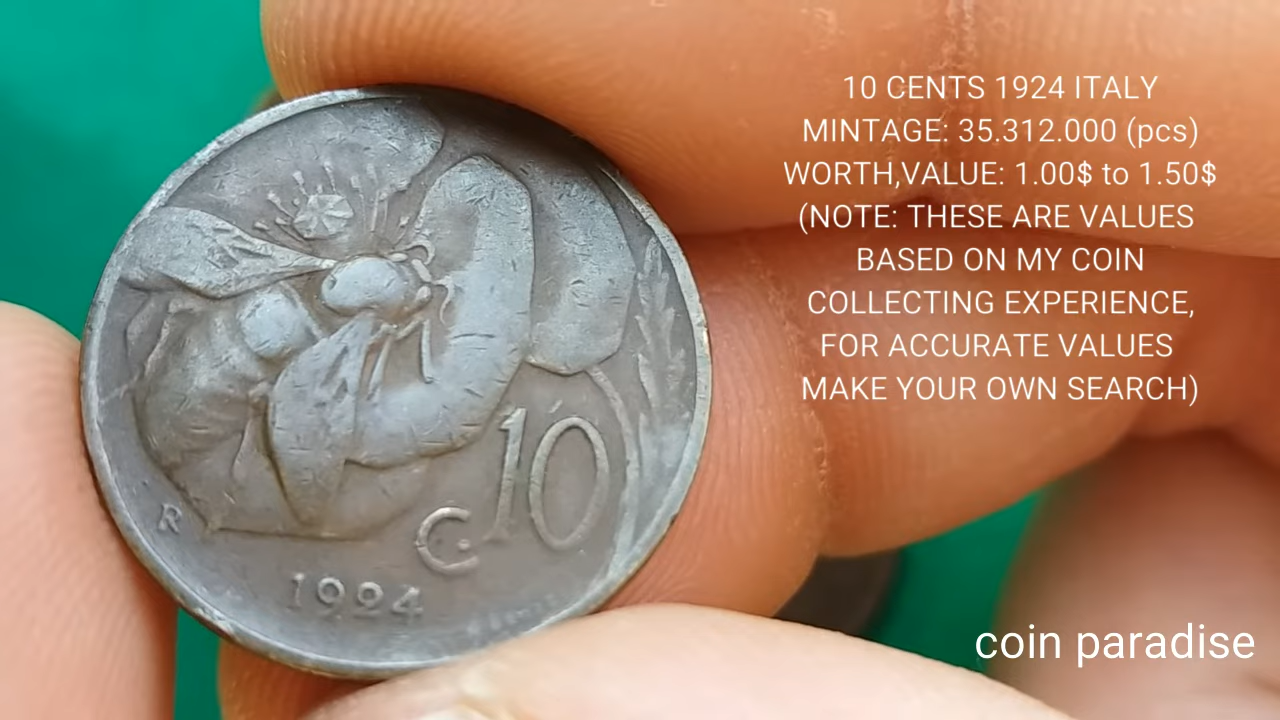 10 CENTS 1924 ITALY
MINTAGE: 35.312.000 (pcs)
WORTH,VALUE: 1.00$ to 1.50$
(NOTE: THESE ARE VALUES
BASED ON MY COIN
COLLECTING EXPERIENCE,
FOR ACCURATE VALUES
MAKE YOUR OWN SEARCH)
C. 10
R
1924
coin paradise